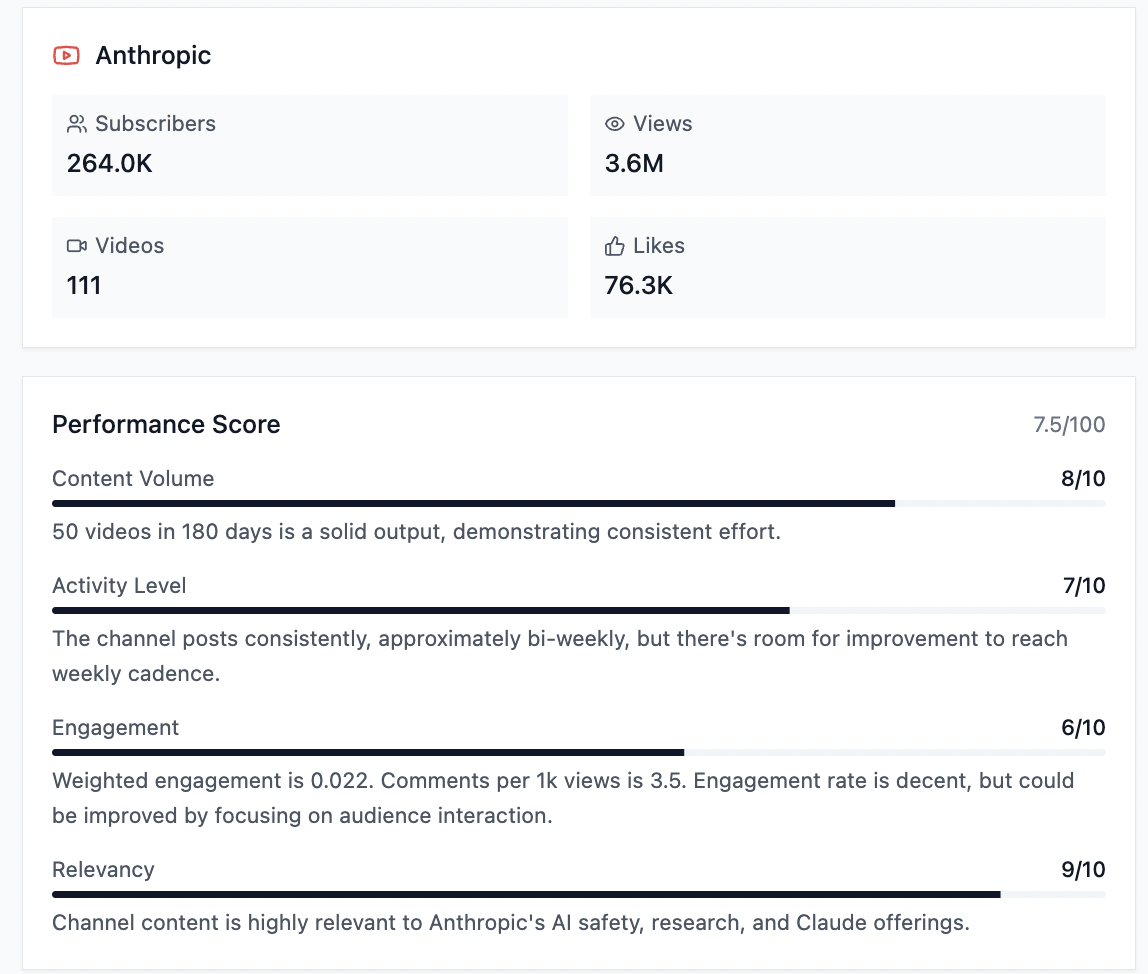 Anthropic
Subscribers
264.0K
Views
3.6M
Videos
111
Likes
76.3K
Performance Score
7.5/100
Content Volume
8/10
50 videos in 180 days is a solid output, demonstrating consistent effort.
Activity Level
7/10
The channel posts consistently, approximately bi-weekly, but there's room for improvement to reach
weekly cadence.
Engagement
6/10
Weighted engagement is 0.022. Comments per 1k views is 3.5. Engagement rate is decent, but could
be improved by focusing on audience interaction.
Relevancy
9/10
Channel content is highly relevant to Anthropic's AI safety, research, and Claude offerings.